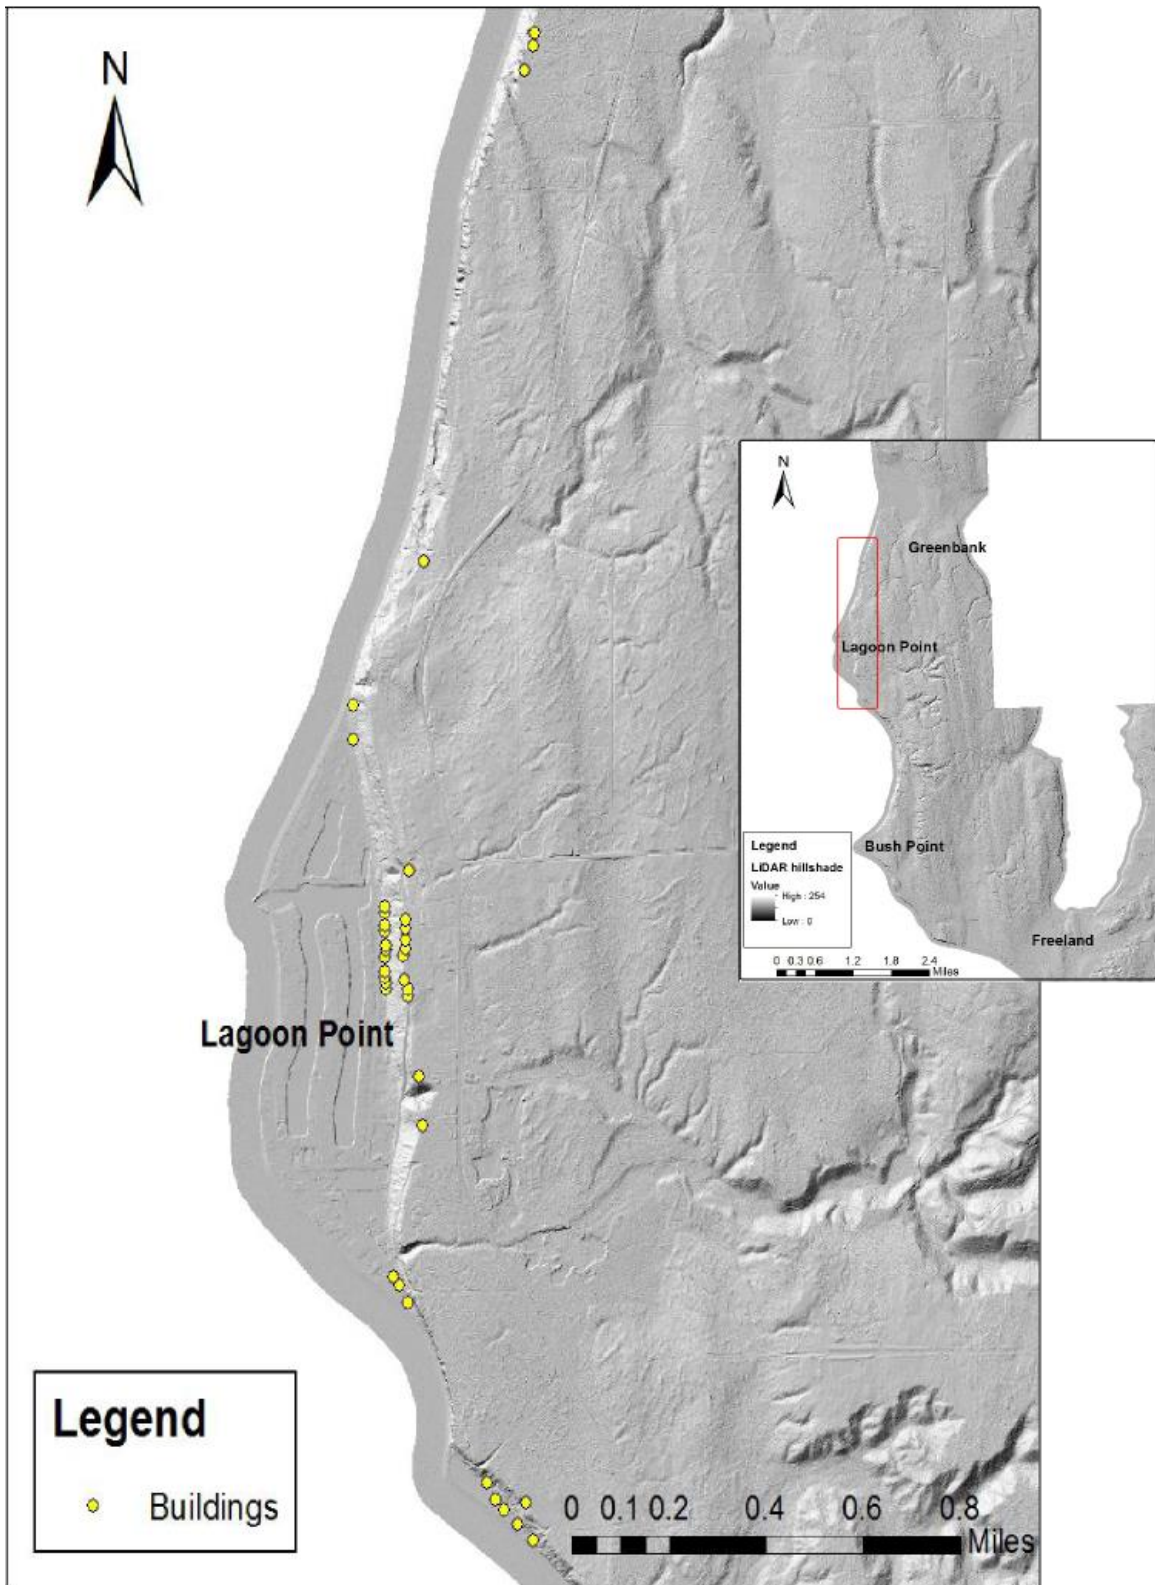 N
N
Greenbank
Lagoon Point
Bush Point
Legend
LiDAR hillshade
Value
High : 254
Low : 0
Freeland
0 0.3 0.6 1.2 1.8 2.4
Miles
Lagoon Point
Legend
Buildings
0 0.1 0.2 0.4 0.6 0.8
Miles